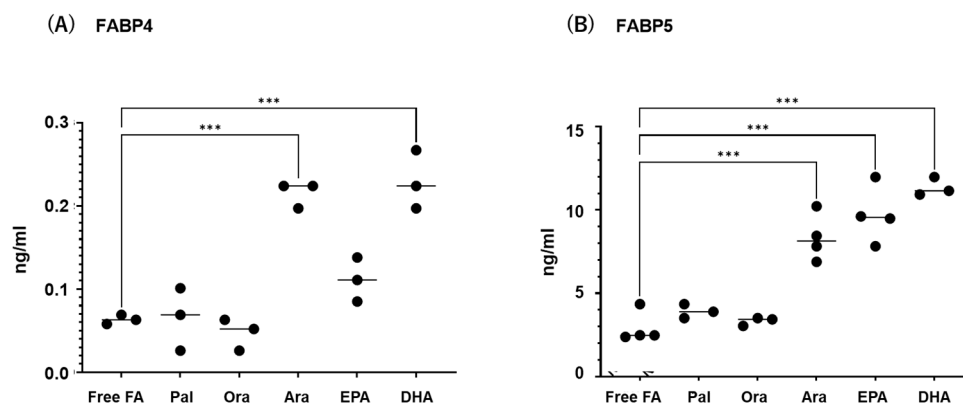 (A) FABP4
***
***
0.3
0.2
0.1
0.0
ng/ml
Free FA Pal Ora Ara EPA DHA
(B) FABP5
***
***
***
15
10
5
0
ng/ml
Free FA Pal Ora Ara EPA DHA